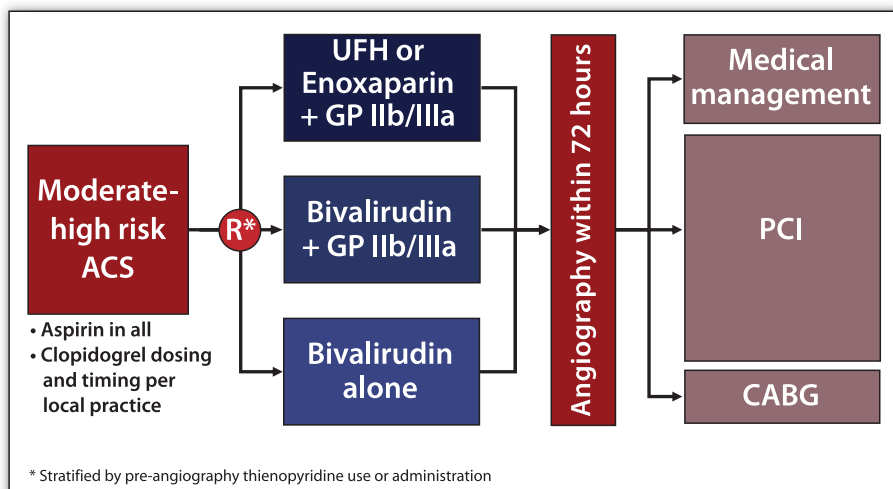 Moderate-
high risk
ACS
• Aspirin in all
• Clopidogrel dosing
and timing per
local practice
R*
UFH or
Enoxaparin
+ GP IIb/IIIa
Bivalirudin
+ GP IIb/IIIa
Bivalirudin
alone
Angiography within 72 hours
Medical
management
PCI
CABG
* Stratified by pre-angiography thienopyridine use or administration